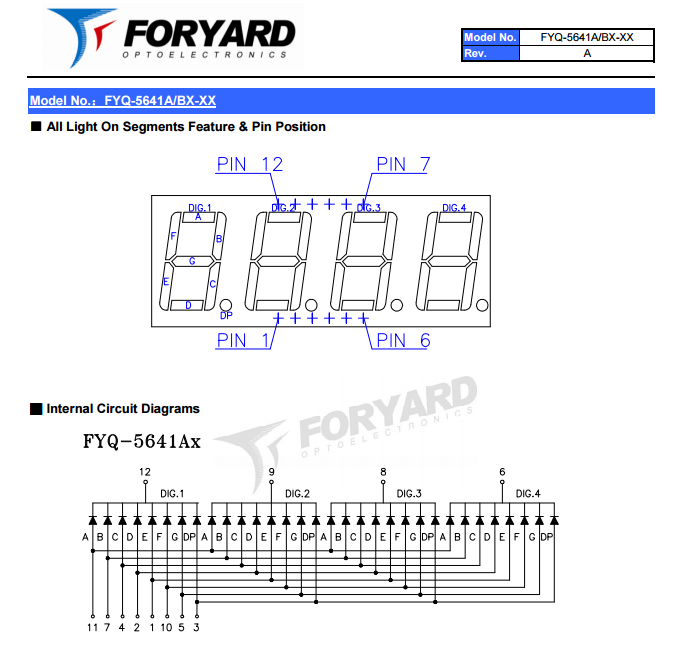 FORYARD
OPTOELECTRONICS
Model No. FYQ-5641A/BX-XX
Rev. A
Model No.: FYQ-5641A/BX-XX
■ All Light On Segments Feature & Pin Position
PIN 12 PIN 7
DIG.1 DIG.2 DIG.3 DIG.4
A
F B
G
E C
D
DP
PIN 1 PIN 6
■ Internal Circuit Diagrams
FORYARD
OPTOELECTRONICS
FYQ-5641Ax
12 9 8 6
DIG.1 DIG.2 DIG.3 DIG.4
A B C D E F G DP A B C D E F G DP A B C D E F G DP A B C D E F G DP
11 7 4 2 1 10 5 3